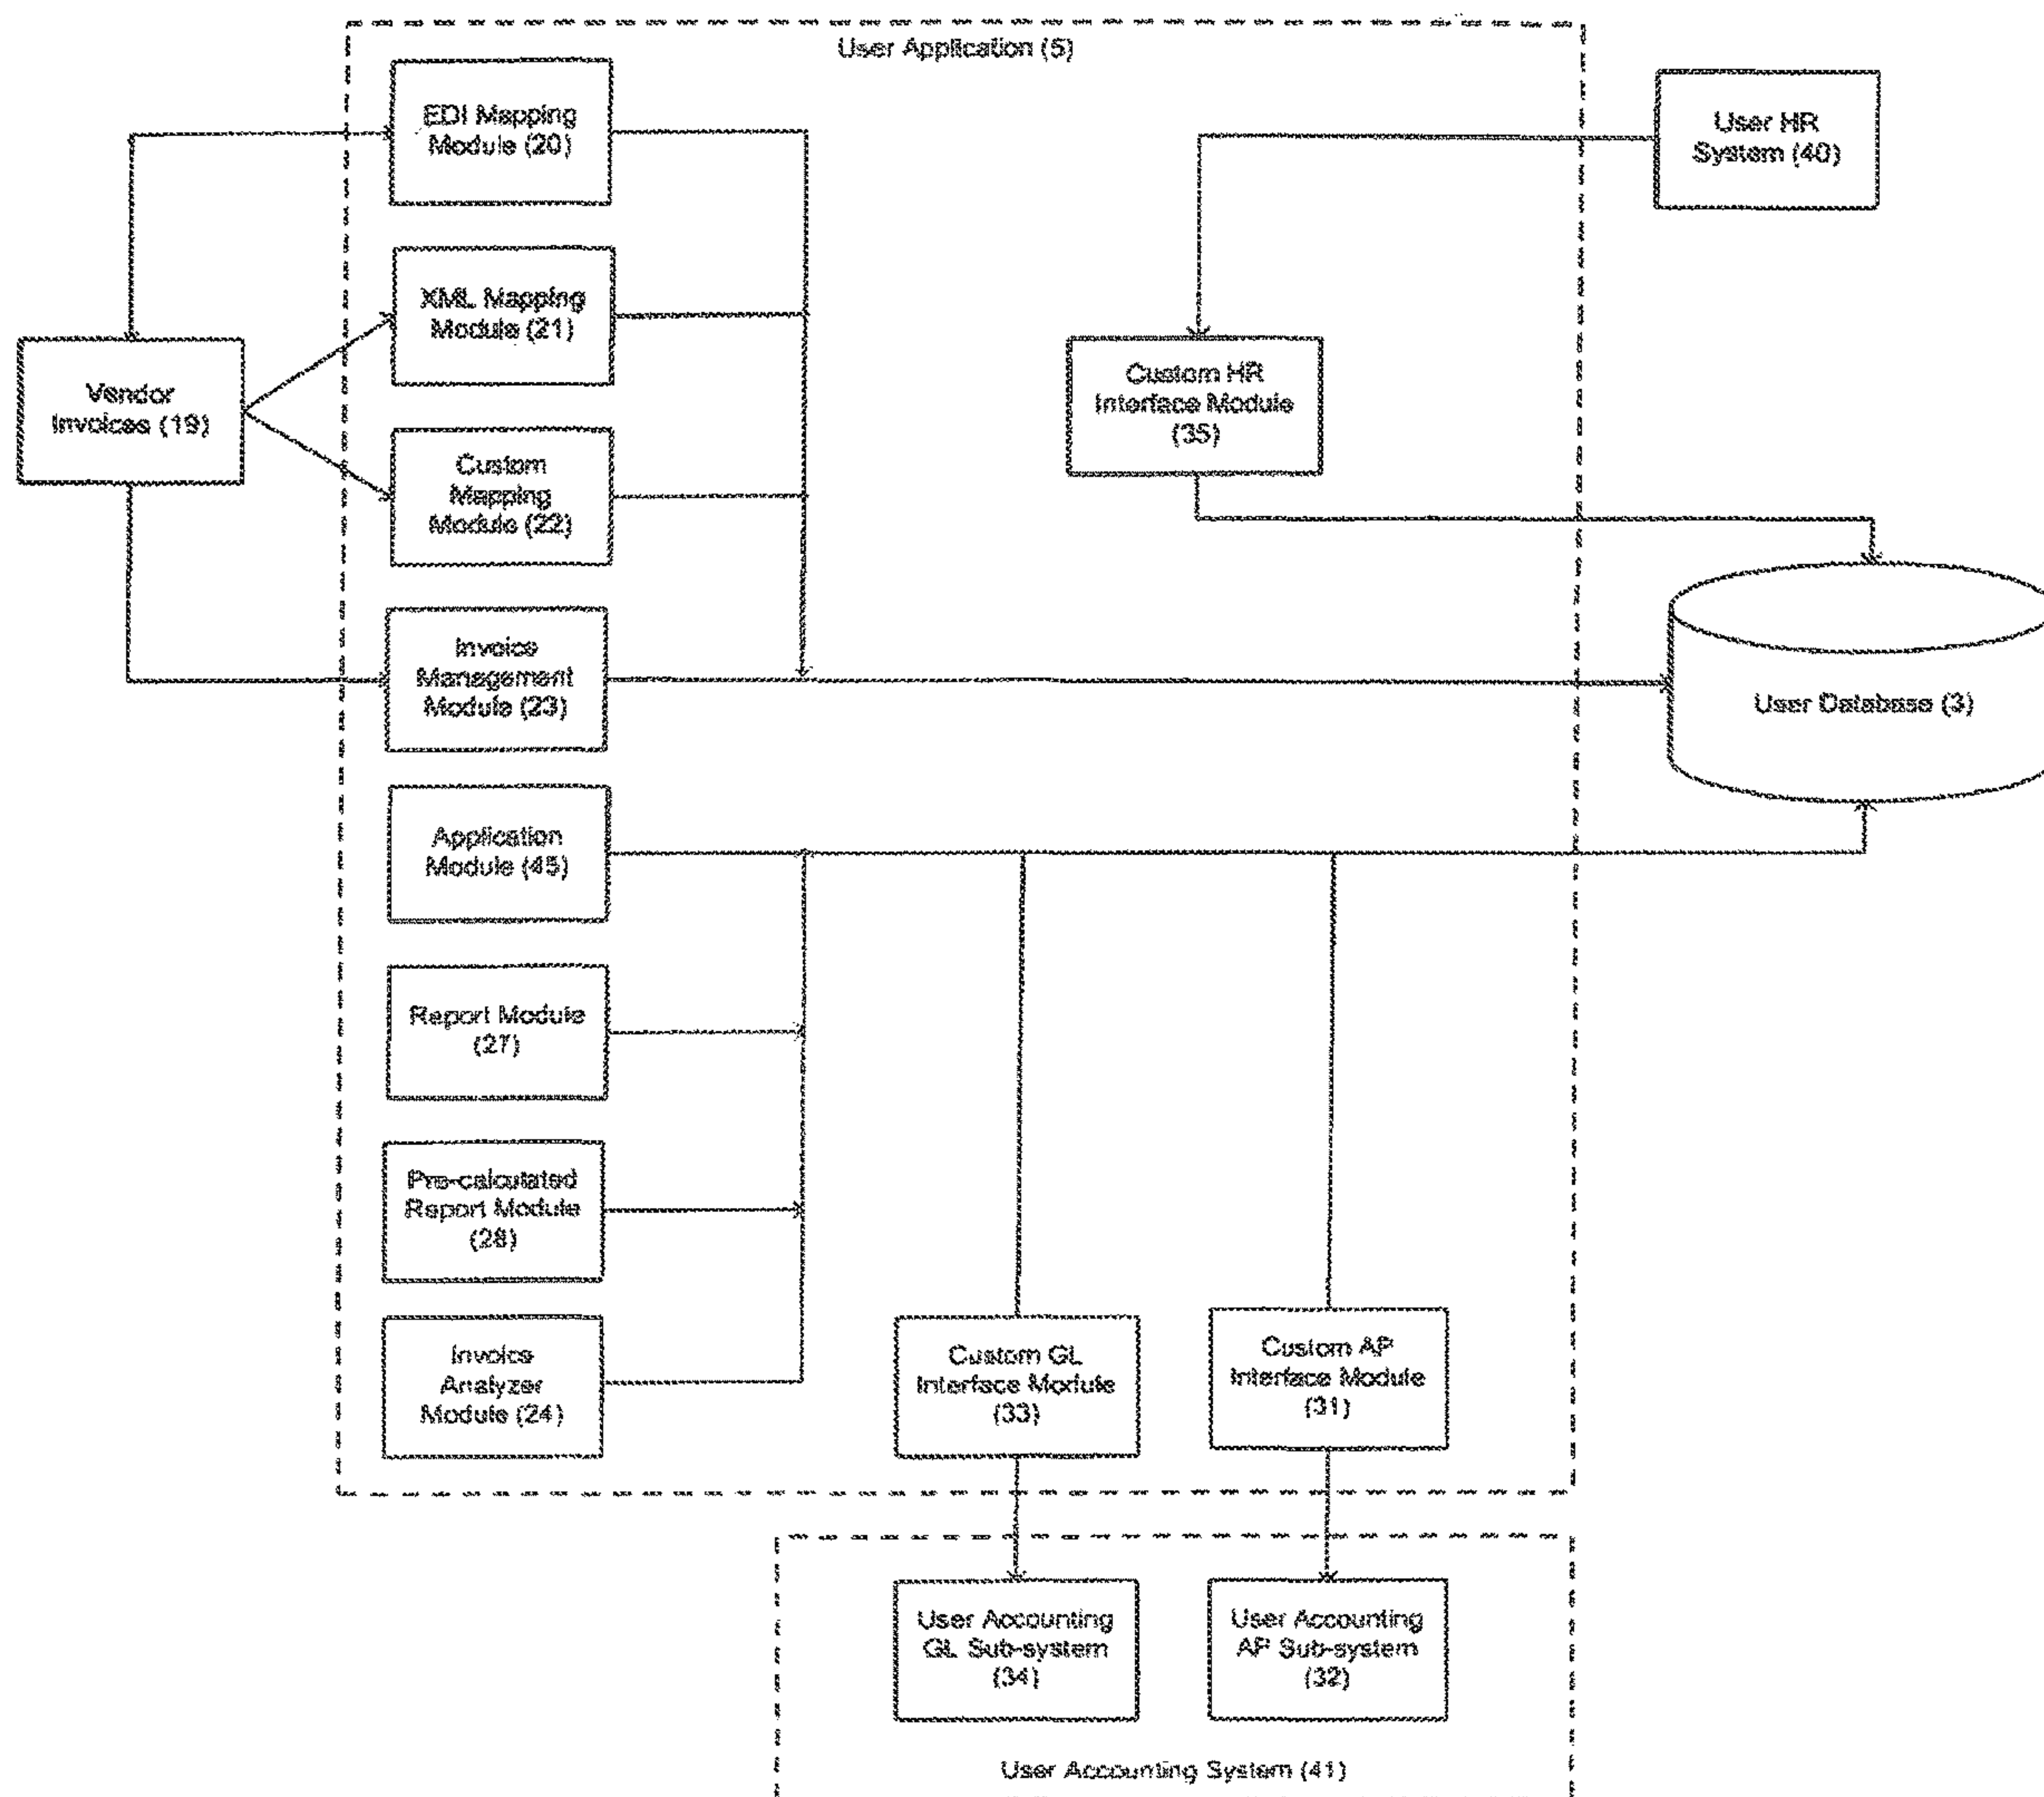 User Application (5)
EDI Mapping
Module (20)
User HR
System (40)
XML Mapping
Module (21)
Vendor
Invoices (19)
Custom HR
Interface Module
(35)
Custom
Mapping
Module (22)
Invoice
Management
Module (23)
User Database (3)
Application
Module (45)
Report Module
(27)
Pre-calculated
Report Module
(28)
Invoice
Analyzer
Module (24)
Custom GL
Interface Module
(33)
Custom AP
Interface Module
(31)
User Accounting
GL Sub-system
(34)
User Accounting
AP Sub-system
(32)
User Accounting System (41)